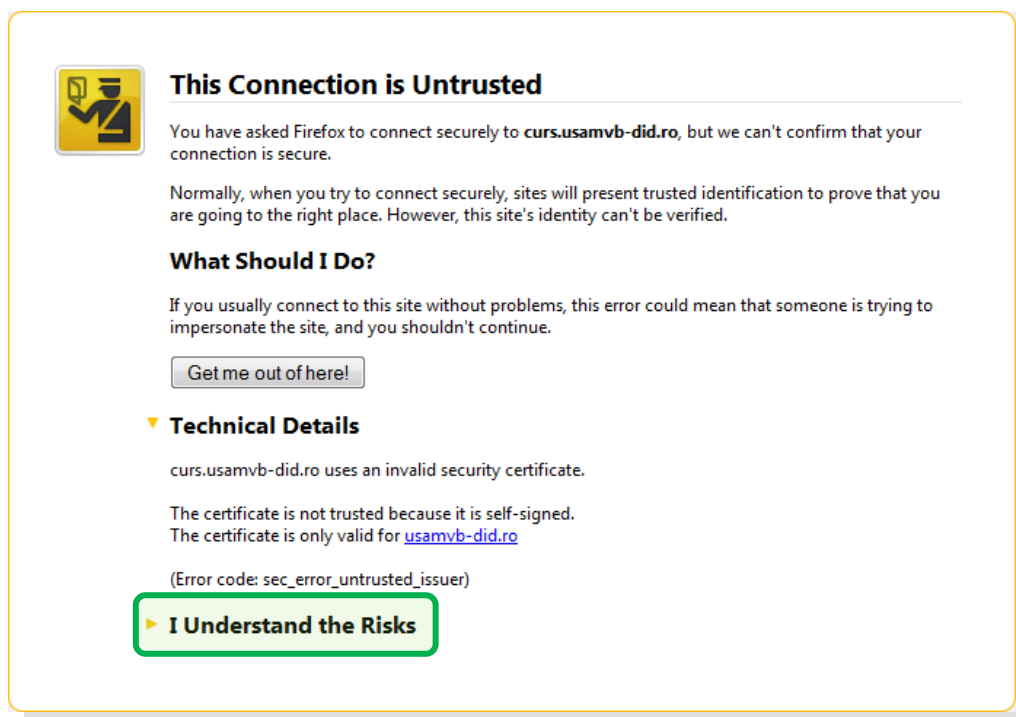 This Connection is Untrusted
You have asked Firefox to connect securely to curs.usamvb-did.ro, but we can't confirm that your
connection is secure.
Normally, when you try to connect securely, sites will present trusted identification to prove that you
are going to the right place. However, this site's identity can't be verified.
What Should I Do?
If you usually connect to this site without problems, this error could mean that someone is trying to
impersonate the site, and you shouldn't continue.
Get me out of here!
Technical Details
curs.usamvb-did.ro uses an invalid security certificate.
The certificate is not trusted because it is self-signed.
The certificate is only valid for usamvb-did.ro
(Error code: sec_error_untrusted_issuer)
I Understand the Risks